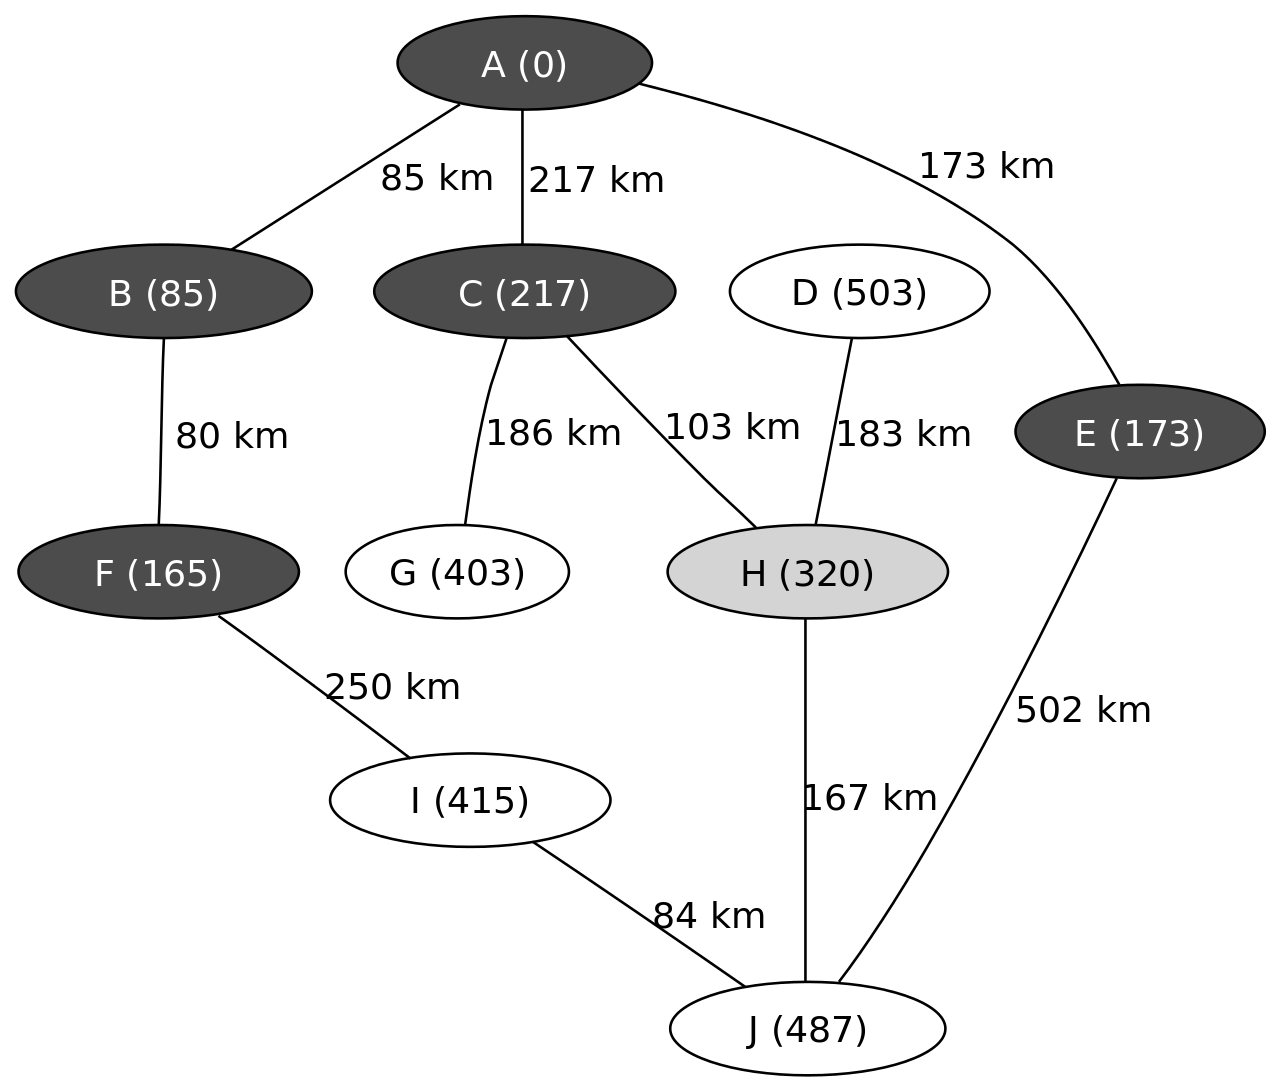 A (0)
85 km
217 km
173 km
B (85)
C (217)
D (503)
80 km
186 km
103 km
183 km
E (173)
F (165)
G (403)
H (320)
250 km
502 km
I (415)
167 km
84 km
J (487)